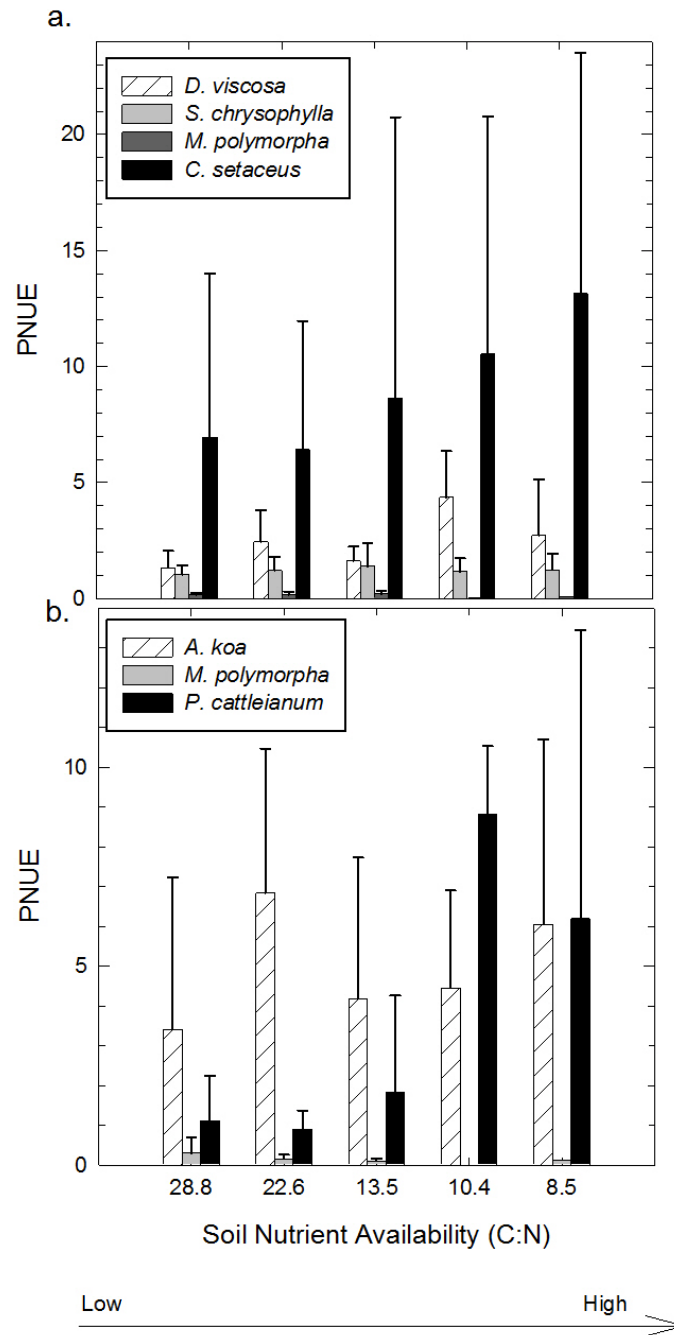 a.
D. viscosa
S. chrysophylla
M. polymorpha
C. setaceus
20
15
10
5
0
PNUE
b.
A. koa
M. polymorpha
P. cattleianum
10
5
0
PNUE
28.8 22.6 13.5 10.4 8.5
Soil Nutrient Availability (C:N)
Low High